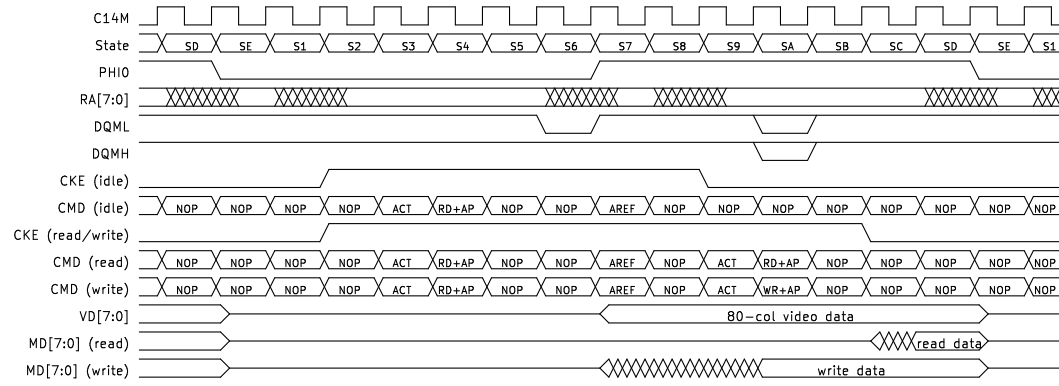 C14M
State SD SE S1 S2 S3 S4 S5 S6 S7 S8 S9 SA SB SC SD SE S1
PHI0
RA[7:0]
DQML
DQMH
CKE (idle)
CMD (idle) NOP NOP NOP NOP ACT RD+AP NOP NOP AREF NOP NOP NOP NOP NOP NOP NOP NOP
CKE (read/write)
CMD (read) NOP NOP NOP NOP ACT RD+AP NOP NOP AREF NOP ACT RD+AP NOP NOP NOP NOP NOP
CMD (write) NOP NOP NOP NOP ACT RD+AP NOP NOP AREF NOP ACT WR+AP NOP NOP NOP NOP NOP
VD[7:0] 80-col video data
MD[7:0] (read) read data
MD[7:0] (write) write data